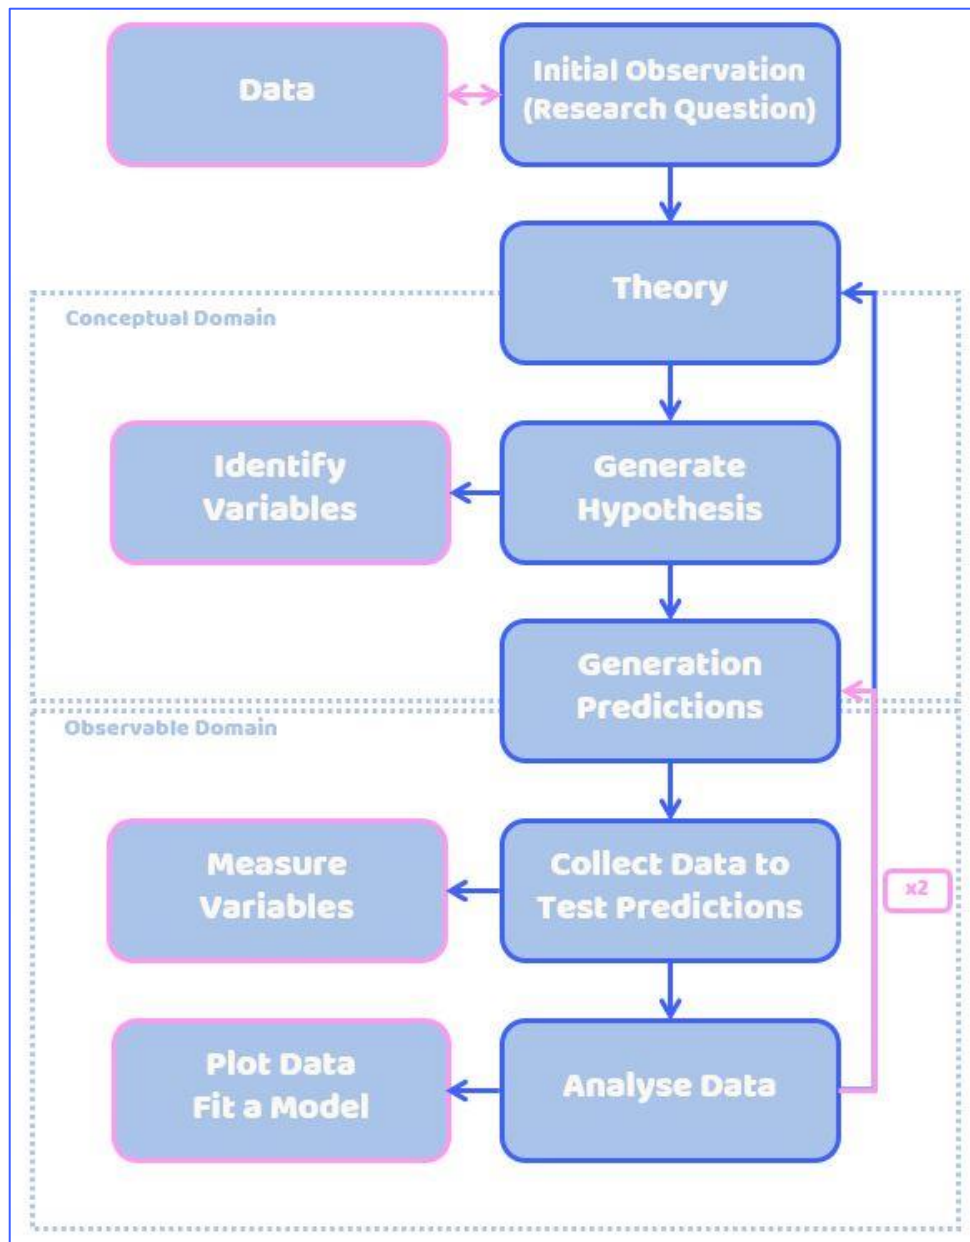 Data
Initial Observation
(Research Question)
Theory
Conceptual Domain
Identify
Variables
Generate
Hypothesis
Generation
Predictions
Observable Domain
Measure
Variables
Collect Data to
Test Predictions
x2
Plot Data
Fit a Model
Analyse Data